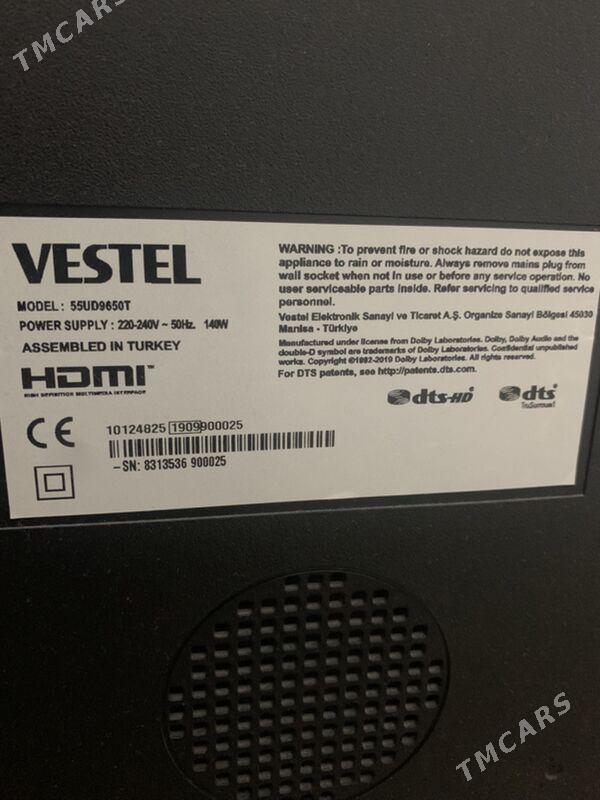 TMCARS
VESTEL
MODEL : 55UD9650T
POWER SUPPLY : 220-240V ~ 50Hz. 140W
ASSEMBLED IN TURKEY
HDMI™
HIGH DEFINITION MULTIMEDIA INTERFACE
CE
10124825 1909900025
-SN: 8313536 900025
WARNING :To prevent fire or shock hazard do not expose this
appliance to rain or moisture. Always remove mains plug from
wall socket when not in use or before any service operation. No
user serviceable parts inside. Refer servicing to qualified service
personnel.
Vestel Elektronik Sanayi ve Ticaret A.Ş. Organize Sanayi Bölgesi 45030
Manisa - Türkiye
Manufactured under license from Dolby Laboratories. Dolby, Dolby Audio and the
double-D symbol are trademarks of Dolby Laboratories. Confidential unpublished
works. Copyright ©1992-2019 Dolby Laboratories. All rights reserved.
For DTS patents, see http://patents.dts.com.
dts-HD
dts
TruSurround
TMCARS